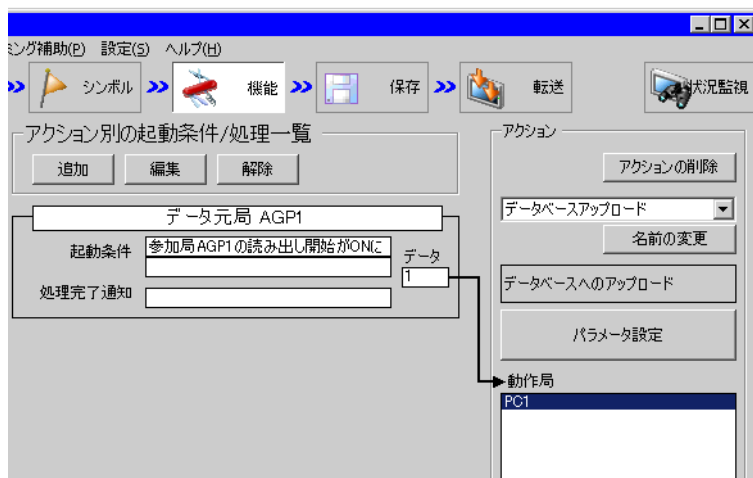 ミング補助(P) 設定(S) ヘルプ(H)
シンボル 機能 保存 転送 状況監視
アクション別の起動条件/処理一覧
追加 編集 解除
データ元局 AGP1
起動条件 参加局AGP1の読み出し開始がONに
データ
1
処理完了通知
アクション
アクションの削除
データベースアップロード
名前の変更
データベースへのアップロード
パラメータ設定
動作局
PC1